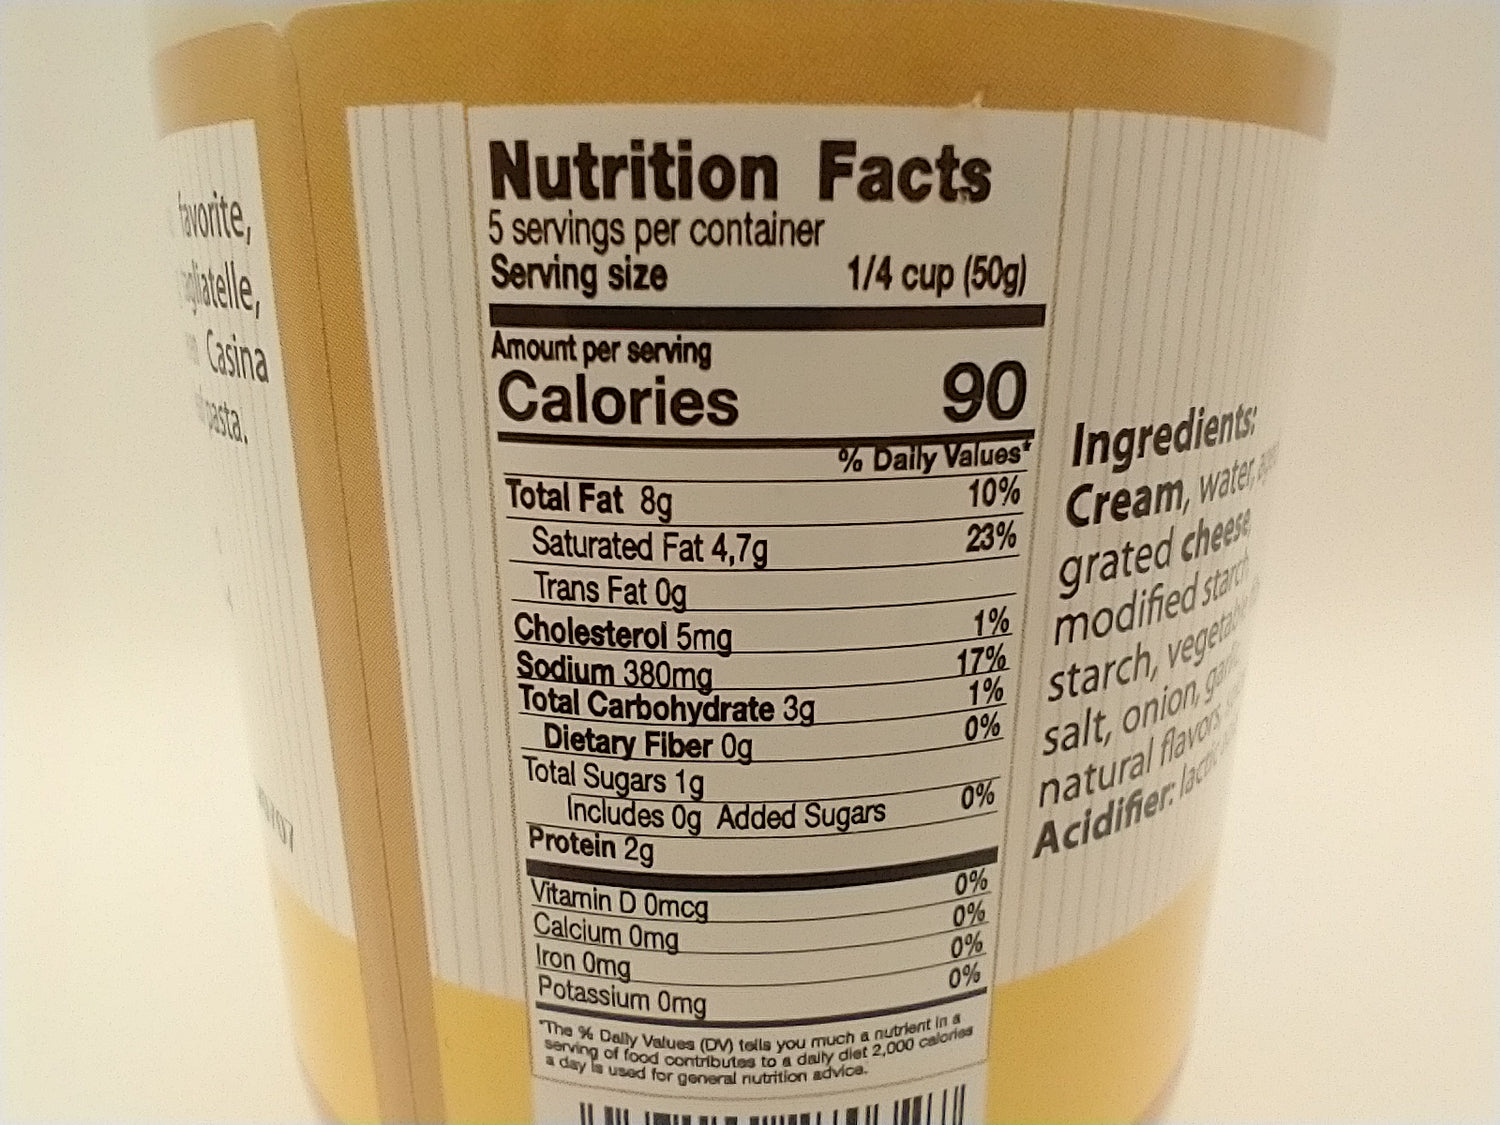 favorite,
Casina
pasta.
Nutrition Facts
5 servings per container
Serving size 1/4 cup (50g)
Amount per serving
Calories 90
% Daily Values*
Total Fat 8g 10%
Saturated Fat 4,7g 23%
Trans Fat 0g
Cholesterol 5mg 1%
Sodium 380mg 17%
Total Carbohydrate 3g 1%
Dietary Fiber 0g 0%
Total Sugars 1g
Includes 0g Added Sugars 0%
Protein 2g
Vitamin D 0mcg 0%
Calcium 0mg 0%
Iron 0mg 0%
Potassium 0mg 0%
*The % Daily Values (DV) tells you much a nutrient in a
serving of food contributes to a daily diet 2,000 calories
a day is used for general nutrition advice.
Ingredients:
Cream, water,
grated cheese
modified starch
starch,
salt, onion,
natural flavors
Acidifier: